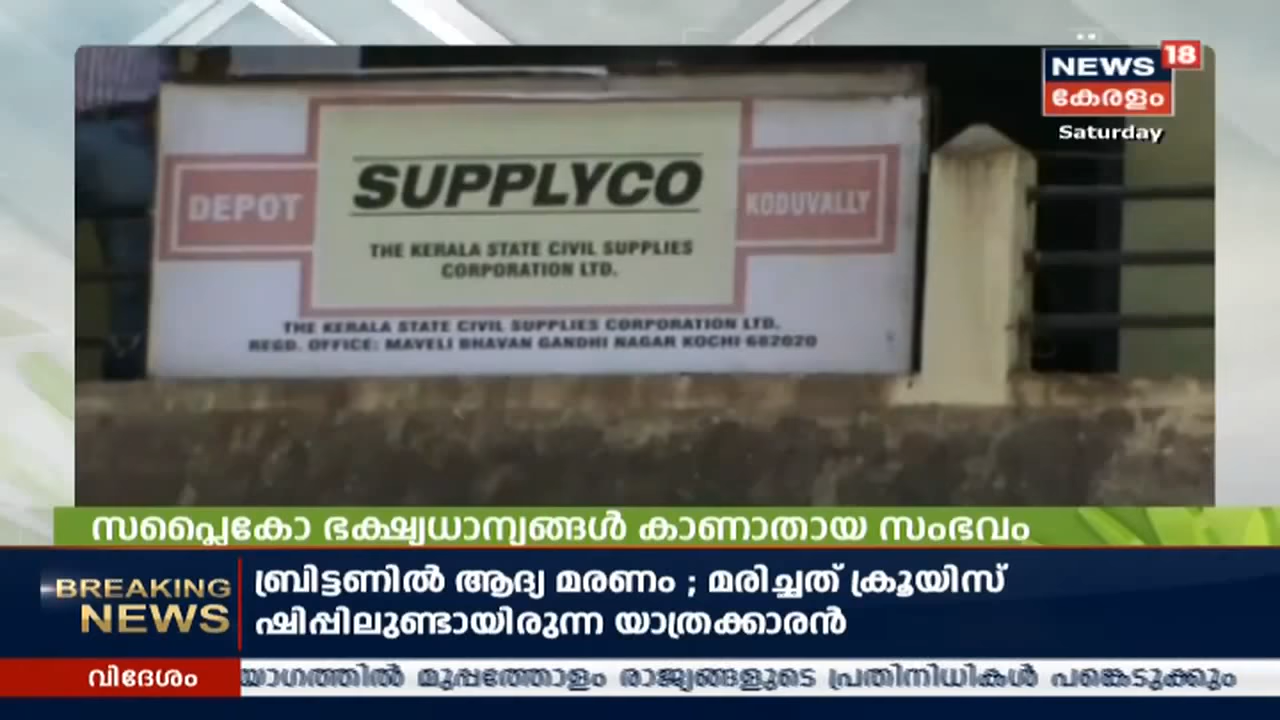 NEWS 18
കേരളം
Saturday
DEPOT
SUPPLYCO
KODUVALLY
THE KERALA STATE CIVIL SUPPLIES
CORPORATION LTD.
THE KERALA STATE CIVIL SUPPLIES CORPORATION LTD.
REGD. OFFICE: MAVELI BHAVAN GANDHI NAGAR KOCHI 682020
സപ്ലൈകോ ഭക്ഷ്യധാന്യങ്ങൾ കാണാതായ സംഭവം
BREAKING
NEWS
ബ്രിട്ടണിൽ ആദ്യ മരണം ; മരിച്ചത് ക്രൂയിസ്
ഷിപ്പിലുണ്ടായിരുന്ന യാത്രക്കാരൻ
വിദേശം
യാഗത്തിൽ മുപ്പത്തോളം രാജ്യങ്ങളുടെ പ്രതിനിധികൾ പങ്കെടുക്കും